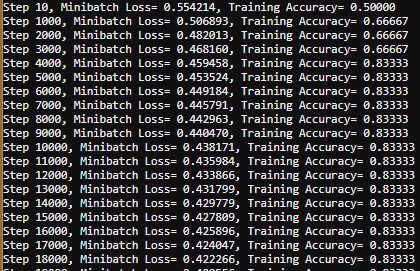 Step 10, Minibatch Loss= 0.554214, Training Accuracy= 0.50000
Step 1000, Minibatch Loss= 0.506893, Training Accuracy= 0.66667
Step 2000, Minibatch Loss= 0.482013, Training Accuracy= 0.66667
Step 3000, Minibatch Loss= 0.468160, Training Accuracy= 0.66667
Step 4000, Minibatch Loss= 0.459458, Training Accuracy= 0.83333
Step 5000, Minibatch Loss= 0.453524, Training Accuracy= 0.83333
Step 6000, Minibatch Loss= 0.449184, Training Accuracy= 0.83333
Step 7000, Minibatch Loss= 0.445791, Training Accuracy= 0.83333
Step 8000, Minibatch Loss= 0.442963, Training Accuracy= 0.83333
Step 9000, Minibatch Loss= 0.440470, Training Accuracy= 0.83333
Step 10000, Minibatch Loss= 0.438171, Training Accuracy= 0.83333
Step 11000, Minibatch Loss= 0.435984, Training Accuracy= 0.83333
Step 12000, Minibatch Loss= 0.433866, Training Accuracy= 0.83333
Step 13000, Minibatch Loss= 0.431799, Training Accuracy= 0.83333
Step 14000, Minibatch Loss= 0.429779, Training Accuracy= 0.83333
Step 15000, Minibatch Loss= 0.427809, Training Accuracy= 0.83333
Step 16000, Minibatch Loss= 0.425896, Training Accuracy= 0.83333
Step 17000, Minibatch Loss= 0.424047, Training Accuracy= 0.83333
Step 18000, Minibatch Loss= 0.422266, Training Accuracy= 0.83333